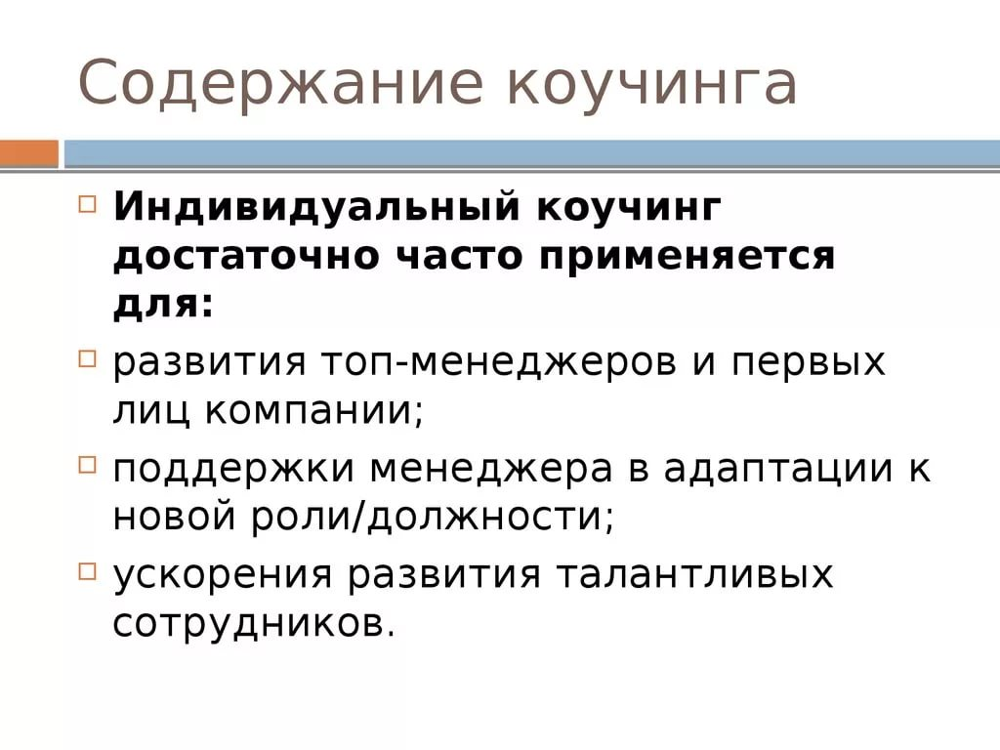 Содержание коучинга
Индивидуальный коучинг
достаточно часто применяется
для:
развития топ-менеджеров и первых
лиц компании;
поддержки менеджера в адаптации к
новой роли/должности;
ускорения развития талантливых
сотрудников.